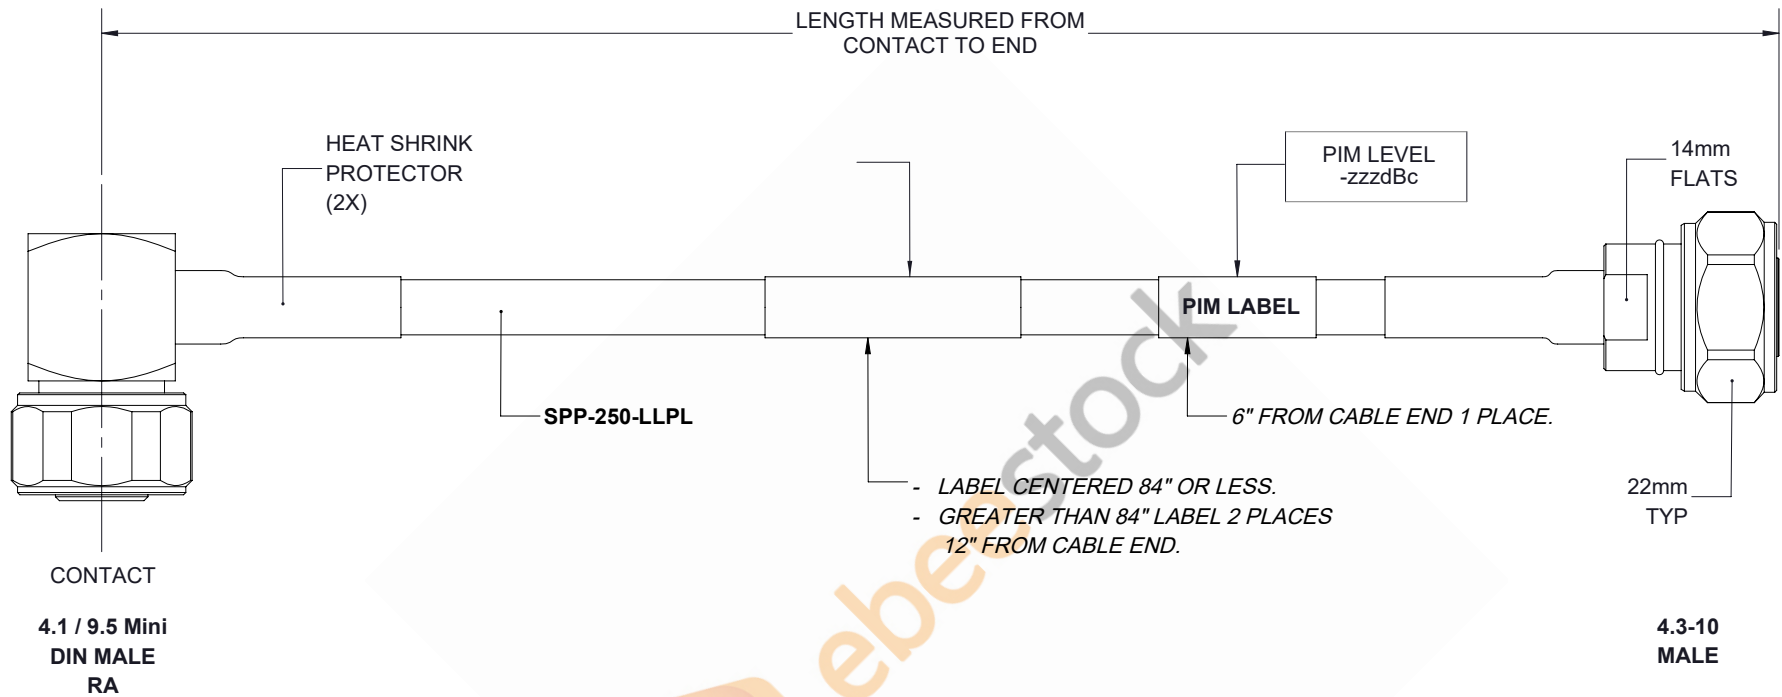 LENGTH MEASURED FROM
CONTACT TO END
HEAT SHRINK
PROTECTOR
(2X)
PIM LEVEL
-zzzdBc
14mm
FLATS
PIM LABEL
SPP-250-LLPL
6" FROM CABLE END 1 PLACE.
- LABEL CENTERED 84" OR LESS.
- GREATER THAN 84" LABEL 2 PLACES
12" FROM CABLE END.
22mm
TYP
CONTACT
4.1 / 9.5 Mini
DIN MALE
RA
4.3-10
MALE
ebeestock